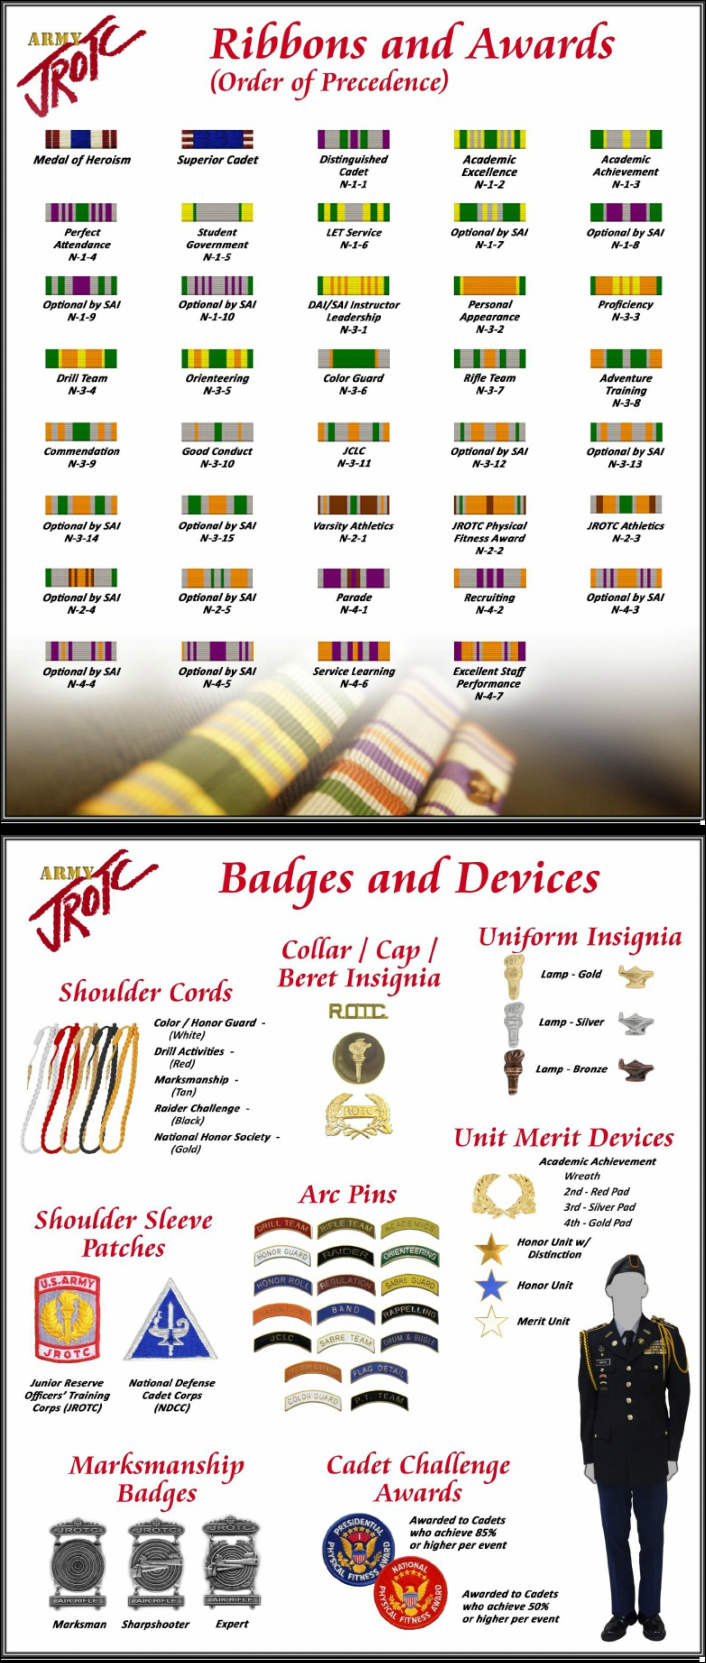 ARMY
JROTC
Ribbons and Awards
(Order of Precedence)
Medal of Heroism
Superior Cadet
Distinguished
Cadet
N-1-1
Academic
Excellence
N-1-2
Academic
Achievement
N-1-3
Perfect
Attendance
N-1-4
Student
Government
N-1-5
LET Service
N-1-6
Optional by SAI
N-1-7
Optional by SAI
N-1-8
Optional by SAI
N-1-9
Optional by SAI
N-1-10
DAI/SAI Instructor
Leadership
N-3-1
Personal
Appearance
N-3-2
Proficiency
N-3-3
Drill Team
N-3-4
Orienteering
N-3-5
Color Guard
N-3-6
Rifle Team
N-3-7
Adventure
Training
N-3-8
Commendation
N-3-9
Good Conduct
N-3-10
JCLC
N-3-11
Optional by SAI
N-3-12
Optional by SAI
N-3-13
Optional by SAI
N-3-14
Optional by SAI
N-3-15
Varsity Athletics
N-2-1
JROTC Physical
Fitness Award
N-2-2
JROTC Athletics
N-2-3
Optional by SAI
N-2-4
Optional by SAI
N-2-5
Parade
N-4-1
Recruiting
N-4-2
Optional by SAI
N-4-3
Optional by SAI
N-4-4
Optional by SAI
N-4-5
Service Learning
N-4-6
Excellent Staff
Performance
N-4-7
ARMY
JROTC
Badges and Devices
Shoulder Cords
Color / Honor Guard -
(White)
Drill Activities -
(Red)
Marksmanship -
(Tan)
Raider Challenge -
(Black)
National Honor Society -
(Gold)
Collar / Cap /
Beret Insignia
R.O.T.C.
ROTC
Uniform Insignia
Lamp - Gold
Lamp - Silver
Lamp - Bronze
Unit Merit Devices
Academic Achievement
Wreath
2nd - Red Pad
3rd - Silver Pad
4th - Gold Pad
Honor Unit w/
Distinction
Honor Unit
Merit Unit
Shoulder Sleeve
Patches
U.S. ARMY
JROTC
Junior Reserve
Officers' Training
Corps (JROTC)
National Defense
Cadet Corps
(NDCC)
Arc Pins
DRILL TEAM
RIFLE TEAM
ACADEMICS
HONOR GUARD
RAIDER
ORIENTEERING
HONOR ROLL
REGULATION
SABRE GUARD
BAND
RAPPELLING
JCLC
SABRE TEAM
DRUM & BUGLE
FLAG DETAIL
COLOR GUARD
P.T. TEAM
Marksmanship
Badges
JROTC
AIR RIFLE
JROTC
AIR RIFLE
JROTC
AIR RIFLE
Marksman
Sharpshooter
Expert
Cadet Challenge
Awards
PRESIDENTIAL
PHYSICAL FITNESS AWARD
Awarded to Cadets
who achieve 85%
or higher per event
NATIONAL
PHYSICAL FITNESS AWARD
Awarded to Cadets
who achieve 50%
or higher per event